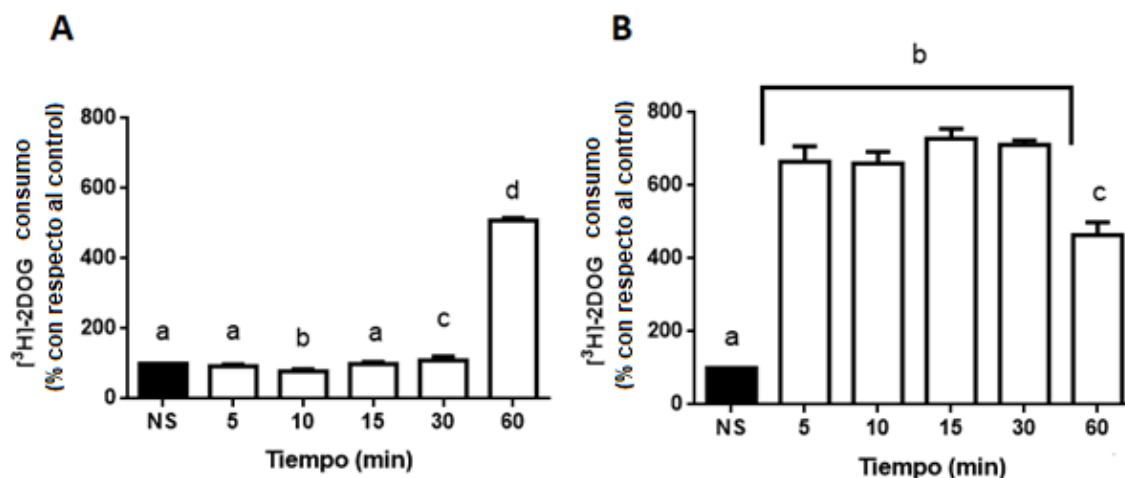 A
[³H]-2DOG consumo
(% con respecto al control)
800
600
400
200
0
a
a
b
a
c
d
NS 5 10 15 30 60
Tiempo (min)
B
[³H]-2DOG consumo
(% con respecto al control)
b
800
600
400
200
0
a
c
NS 5 10 15 30 60
Tiempo (min)